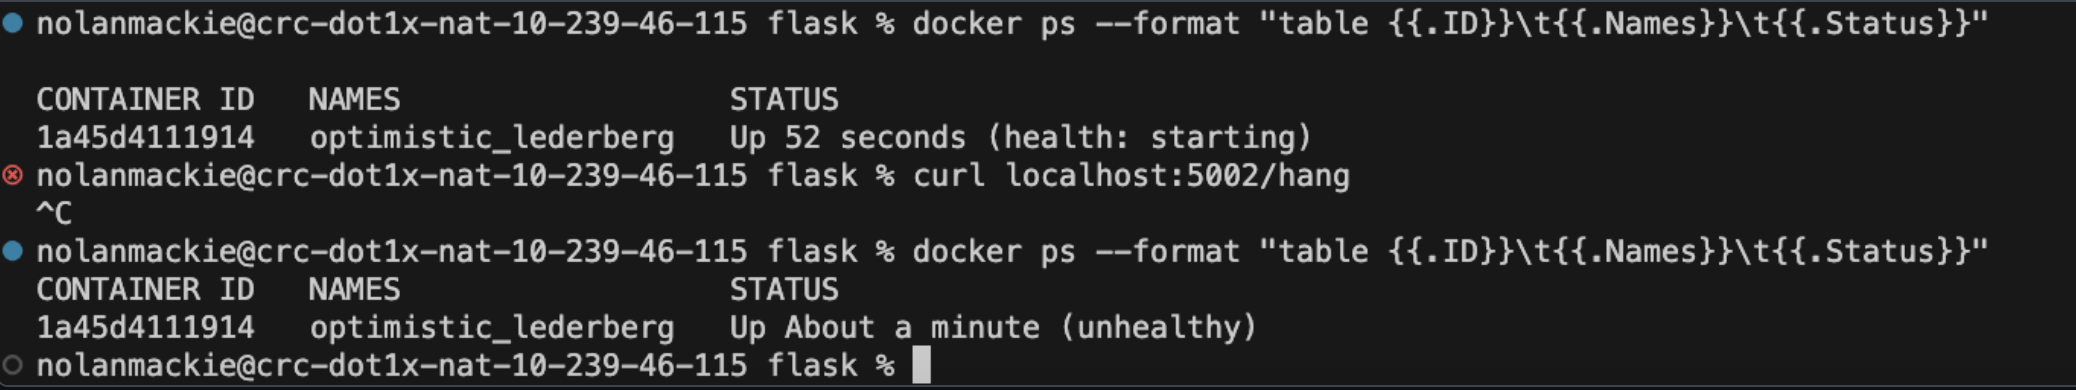 nolanmackie@crc-dot1x-nat-10-239-46-115 flask % docker ps --format "table {{.ID}}\t{{.Names}}\t{{.Status}}"
CONTAINER ID   NAMES                  STATUS
1a45d4111914   optimistic_lederberg   Up 52 seconds (health: starting)
nolanmackie@crc-dot1x-nat-10-239-46-115 flask % curl localhost:5002/hang
^C
nolanmackie@crc-dot1x-nat-10-239-46-115 flask % docker ps --format "table {{.ID}}\t{{.Names}}\t{{.Status}}"
CONTAINER ID   NAMES                  STATUS
1a45d4111914   optimistic_lederberg   Up About a minute (unhealthy)
nolanmackie@crc-dot1x-nat-10-239-46-115 flask %